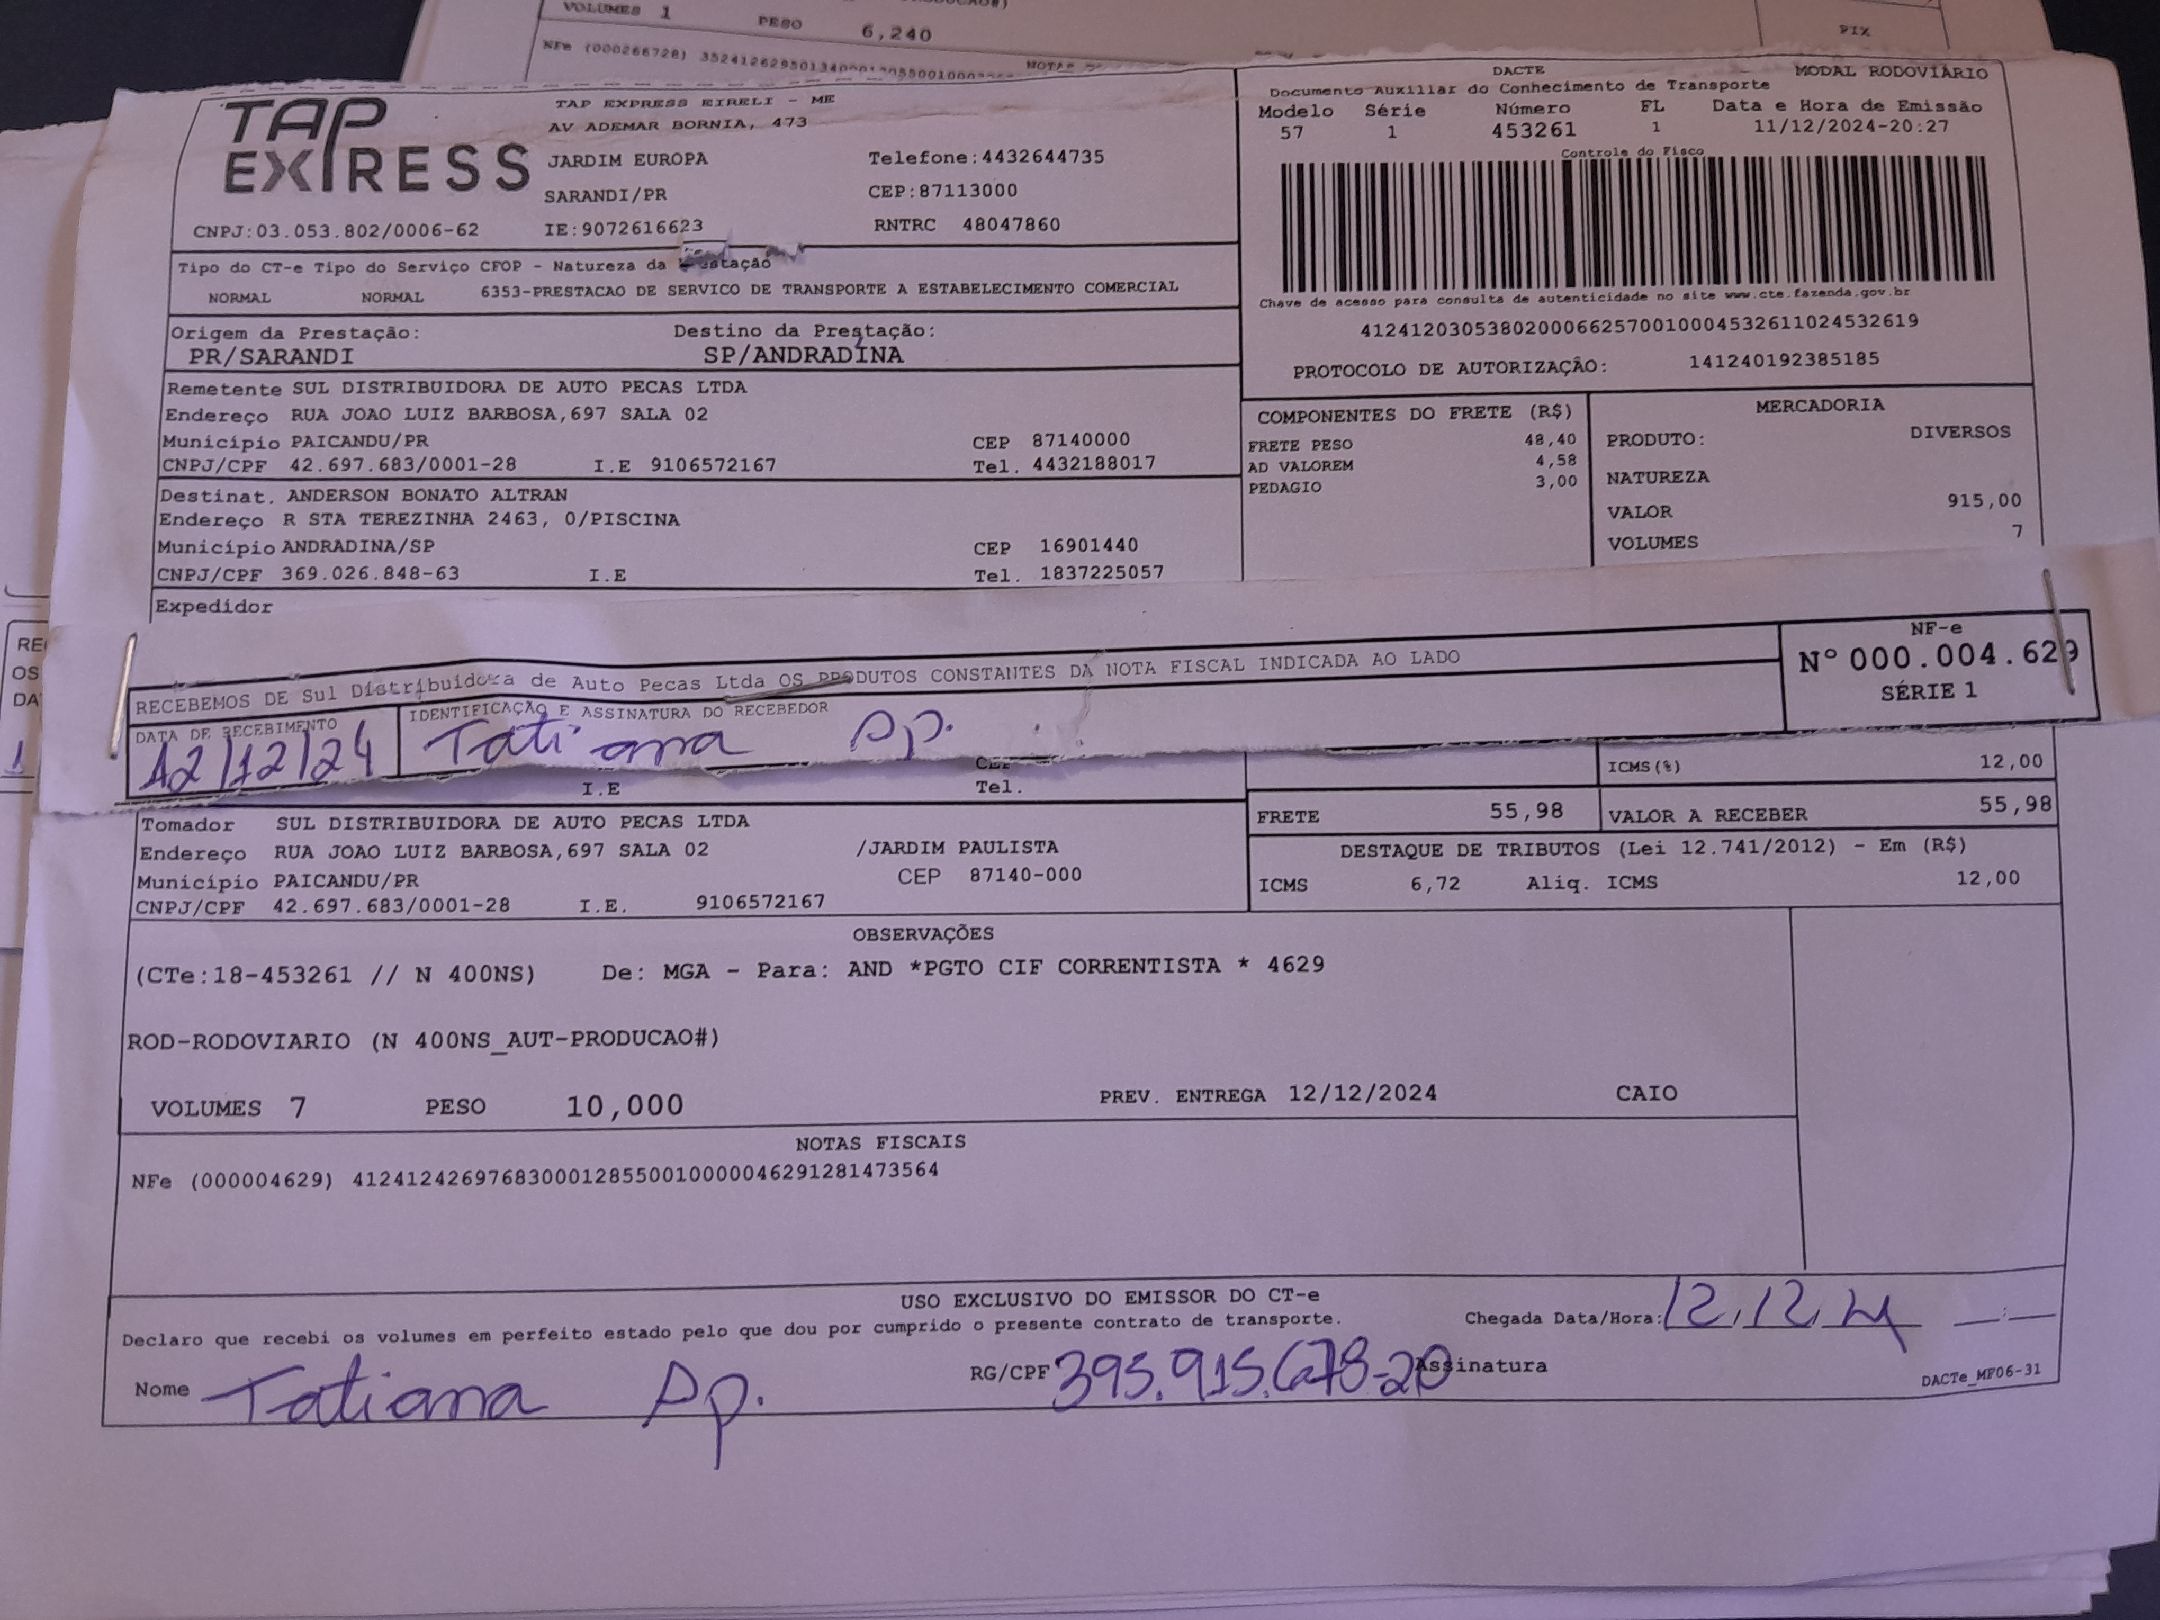 VOLUMES 1 PESO 6,240
PIX
NFe (000266728)
TAP EXPRESS
TAP EXPRESS EIRELI - ME
AV ADEMAR BORNIA, 473
JARDIM EUROPA Telefone:4432644735
SARANDI/PR CEP:87113000
CNPJ:03.053.802/0006-62 IE:9072616623 RNTRC 48047860
DACTE MODAL RODOVIÁRIO
Documento Auxiliar do Conhecimento de Transporte
Modelo Série Número FL Data e Hora de Emissão
57 1 453261 1 11/12/2024-20:27
Controle do Fisco
Chave de acesso para consulta de autenticidade no site www.cte.fazenda.gov.br
41241203053802000662570010004532611024532619
PROTOCOLO DE AUTORIZAÇÃO: 141240192385185
Tipo do CT-e Tipo do Serviço CFOP - Natureza da
NORMAL NORMAL 6353-PRESTACAO DE SERVICO DE TRANSPORTE A ESTABELECIMENTO COMERCIAL
Origem da Prestação: Destino da Prestação:
PR/SARANDI SP/ANDRADINA
Remetente SUL DISTRIBUIDORA DE AUTO PECAS LTDA
Endereço RUA JOAO LUIZ BARBOSA,697 SALA 02
Município PAICANDU/PR CEP 87140000
CNPJ/CPF 42.697.683/0001-28 I.E 9106572167 Tel. 4432188017
COMPONENTES DO FRETE (R$)
FRETE PESO 48,40
AD VALOREM 4,58
PEDAGIO 3,00
MERCADORIA
PRODUTO: DIVERSOS
NATUREZA
VALOR 915,00
VOLUMES 7
Destinat. ANDERSON BONATO ALTRAN
Endereço R STA TEREZINHA 2463, 0/PISCINA
Município ANDRADINA/SP CEP 16901440
CNPJ/CPF 369.026.848-63 I.E Tel. 1837225057
Expedidor
RECEBEMOS DE Sul Distribuidora de Auto Pecas Ltda OS PRODUTOS CONSTANTES DA NOTA FISCAL INDICADA AO LADO
NF-e
Nº 000.004.629
SÉRIE 1
DATA DE RECEBIMENTO IDENTIFICAÇÃO E ASSINATURA DO RECEBEDOR
12/12/24 Tatiana Ap.
CEP
I.E Tel.
ICMS(%) 12,00
FRETE 55,98 VALOR A RECEBER 55,98
Tomador SUL DISTRIBUIDORA DE AUTO PECAS LTDA
Endereço RUA JOAO LUIZ BARBOSA,697 SALA 02 /JARDIM PAULISTA
Município PAICANDU/PR CEP 87140-000
CNPJ/CPF 42.697.683/0001-28 I.E. 9106572167
DESTAQUE DE TRIBUTOS (Lei 12.741/2012) - Em (R$)
ICMS 6,72 Aliq. ICMS 12,00
OBSERVAÇÕES
(CTe:18-453261 // N 400NS) De: MGA - Para: AND *PGTO CIF CORRENTISTA * 4629
ROD-RODOVIARIO (N 400NS_AUT-PRODUCAO#)
VOLUMES 7 PESO 10,000 PREV. ENTREGA 12/12/2024 CAIO
NOTAS FISCAIS
NFe (000004629) 41241242697683000128550010000046291281473564
USO EXCLUSIVO DO EMISSOR DO CT-e
Declaro que recebi os volumes em perfeito estado pelo que dou por cumprido o presente contrato de transporte. Chegada Data/Hora: 12.12.24 __:__
Nome Tatiana Ap. RG/CPF 395.915.678-20 Assinatura
DACTe_MF06-31